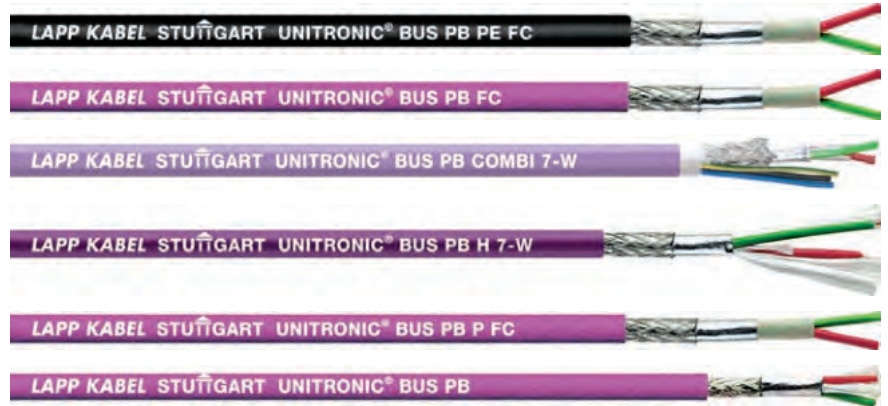 LAPP KABEL STUTTGART UNITRONIC® BUS PB PE FC
LAPP KABEL STUTTGART UNITRONIC® BUS PB FC
LAPP KABEL STUTTGART UNITRONIC® BUS PB COMBI 7-W
LAPP KABEL STUTTGART UNITRONIC® BUS PB H 7-W
LAPP KABEL STUTTGART UNITRONIC® BUS PB P FC
LAPP KABEL STUTTGART UNITRONIC® BUS PB